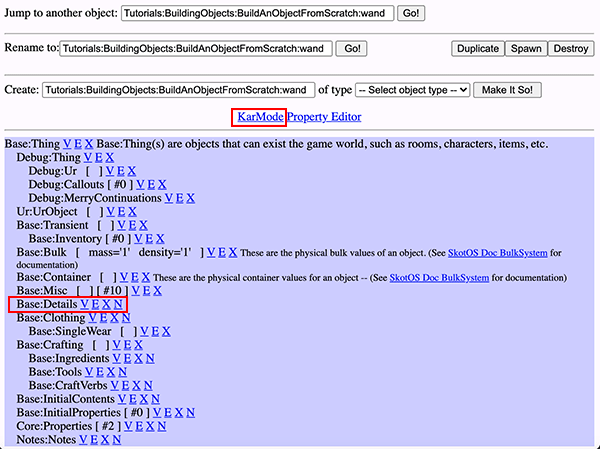 Jump to another object: Tutorials:BuildingObjects:BuildAnObjectFromScratch:wand Go!
Rename to: Tutorials:BuildingObjects:BuildAnObjectFromScratch:wand Go! Duplicate Spawn Destroy
Create: Tutorials:BuildingObjects:BuildAnObjectFromScratch:wand of type -- Select object type -- Make It So!
KarMode Property Editor
Base:Thing V E X Base:Thing(s) are objects that can exist the game world, such as rooms, characters, items, etc.
Debug:Thing V E X
Debug:Ur [ ] V E X
Debug:Callouts [ #0 ] V E X
Debug:MerryContinuations V E X
Ur:UrObject [ ] V E X
Base:Transient [ ] V E X
Base:Inventory [ #0 ] V E X
Base:Bulk [ mass='1' density='1' ] V E X These are the physical bulk values of an object. (See SkotOS Doc BulkSystem for
documentation)
Base:Container [ ] V E X These are the physical container values for an object -- (See SkotOS Doc BulkSystem for documentation)
Base:Misc [ ] [ #10 ] V E X
Base:Details V E X N
Base:Clothing V E X N
Base:SingleWear [ ] V E X
Base:Crafting [ ] V E X
Base:Ingredients V E X N
Base:Tools V E X N
Base:CraftVerbs V E X N
Base:InitialContents V E X N
Base:InitialProperties [ #0 ] V E X N
Core:Properties [ #2 ] V E X N
Notes:Notes V E X N